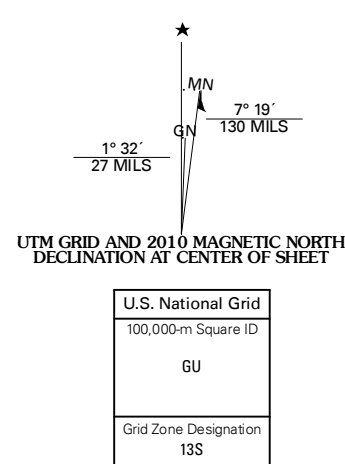 ★
MN
7° 19´
130 MILS
GN
1° 32´
27 MILS
UTM GRID AND 2010 MAGNETIC NORTH
DECLINATION AT CENTER OF SHEET
U.S. National Grid
100,000-m Square ID
GU
Grid Zone Designation
13S